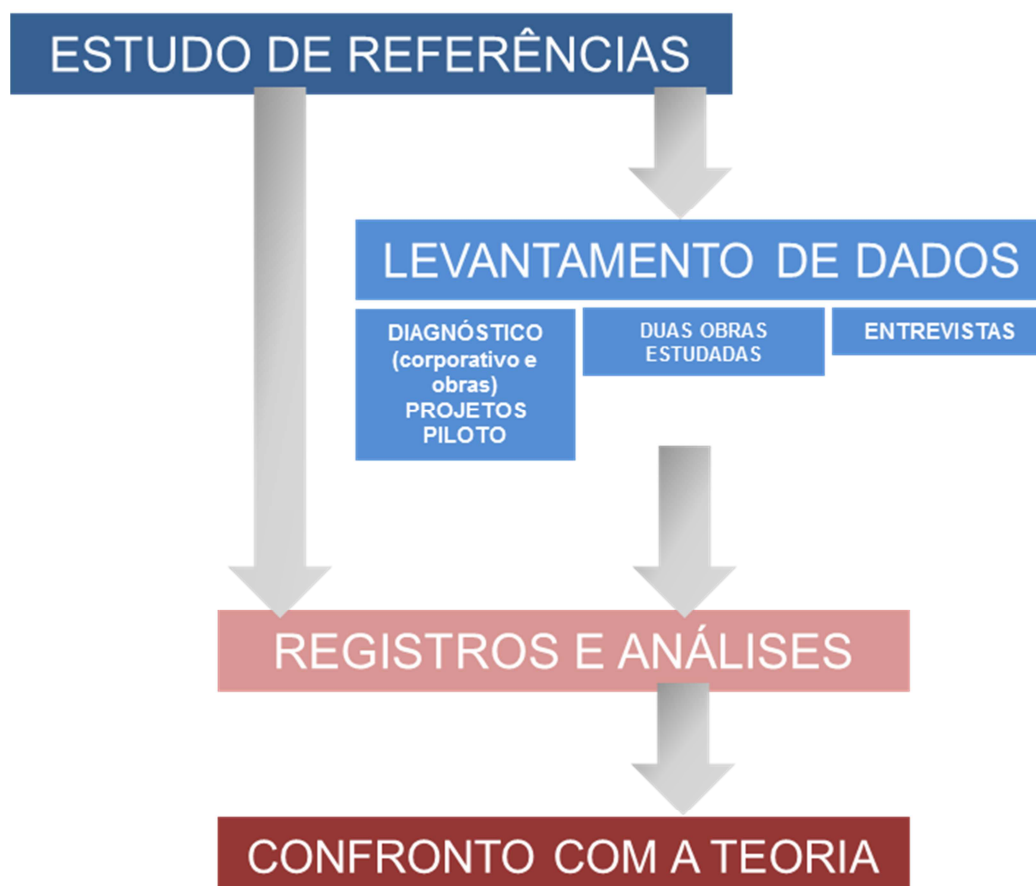 ESTUDO DE REFERÊNCIAS
LEVANTAMENTO DE DADOS
DIAGNÓSTICO
(corporativo e
obras)
PROJETOS
PILOTO
DUAS OBRAS
ESTUDADAS
ENTREVISTAS
REGISTROS E ANÁLISES
CONFRONTO COM A TEORIA